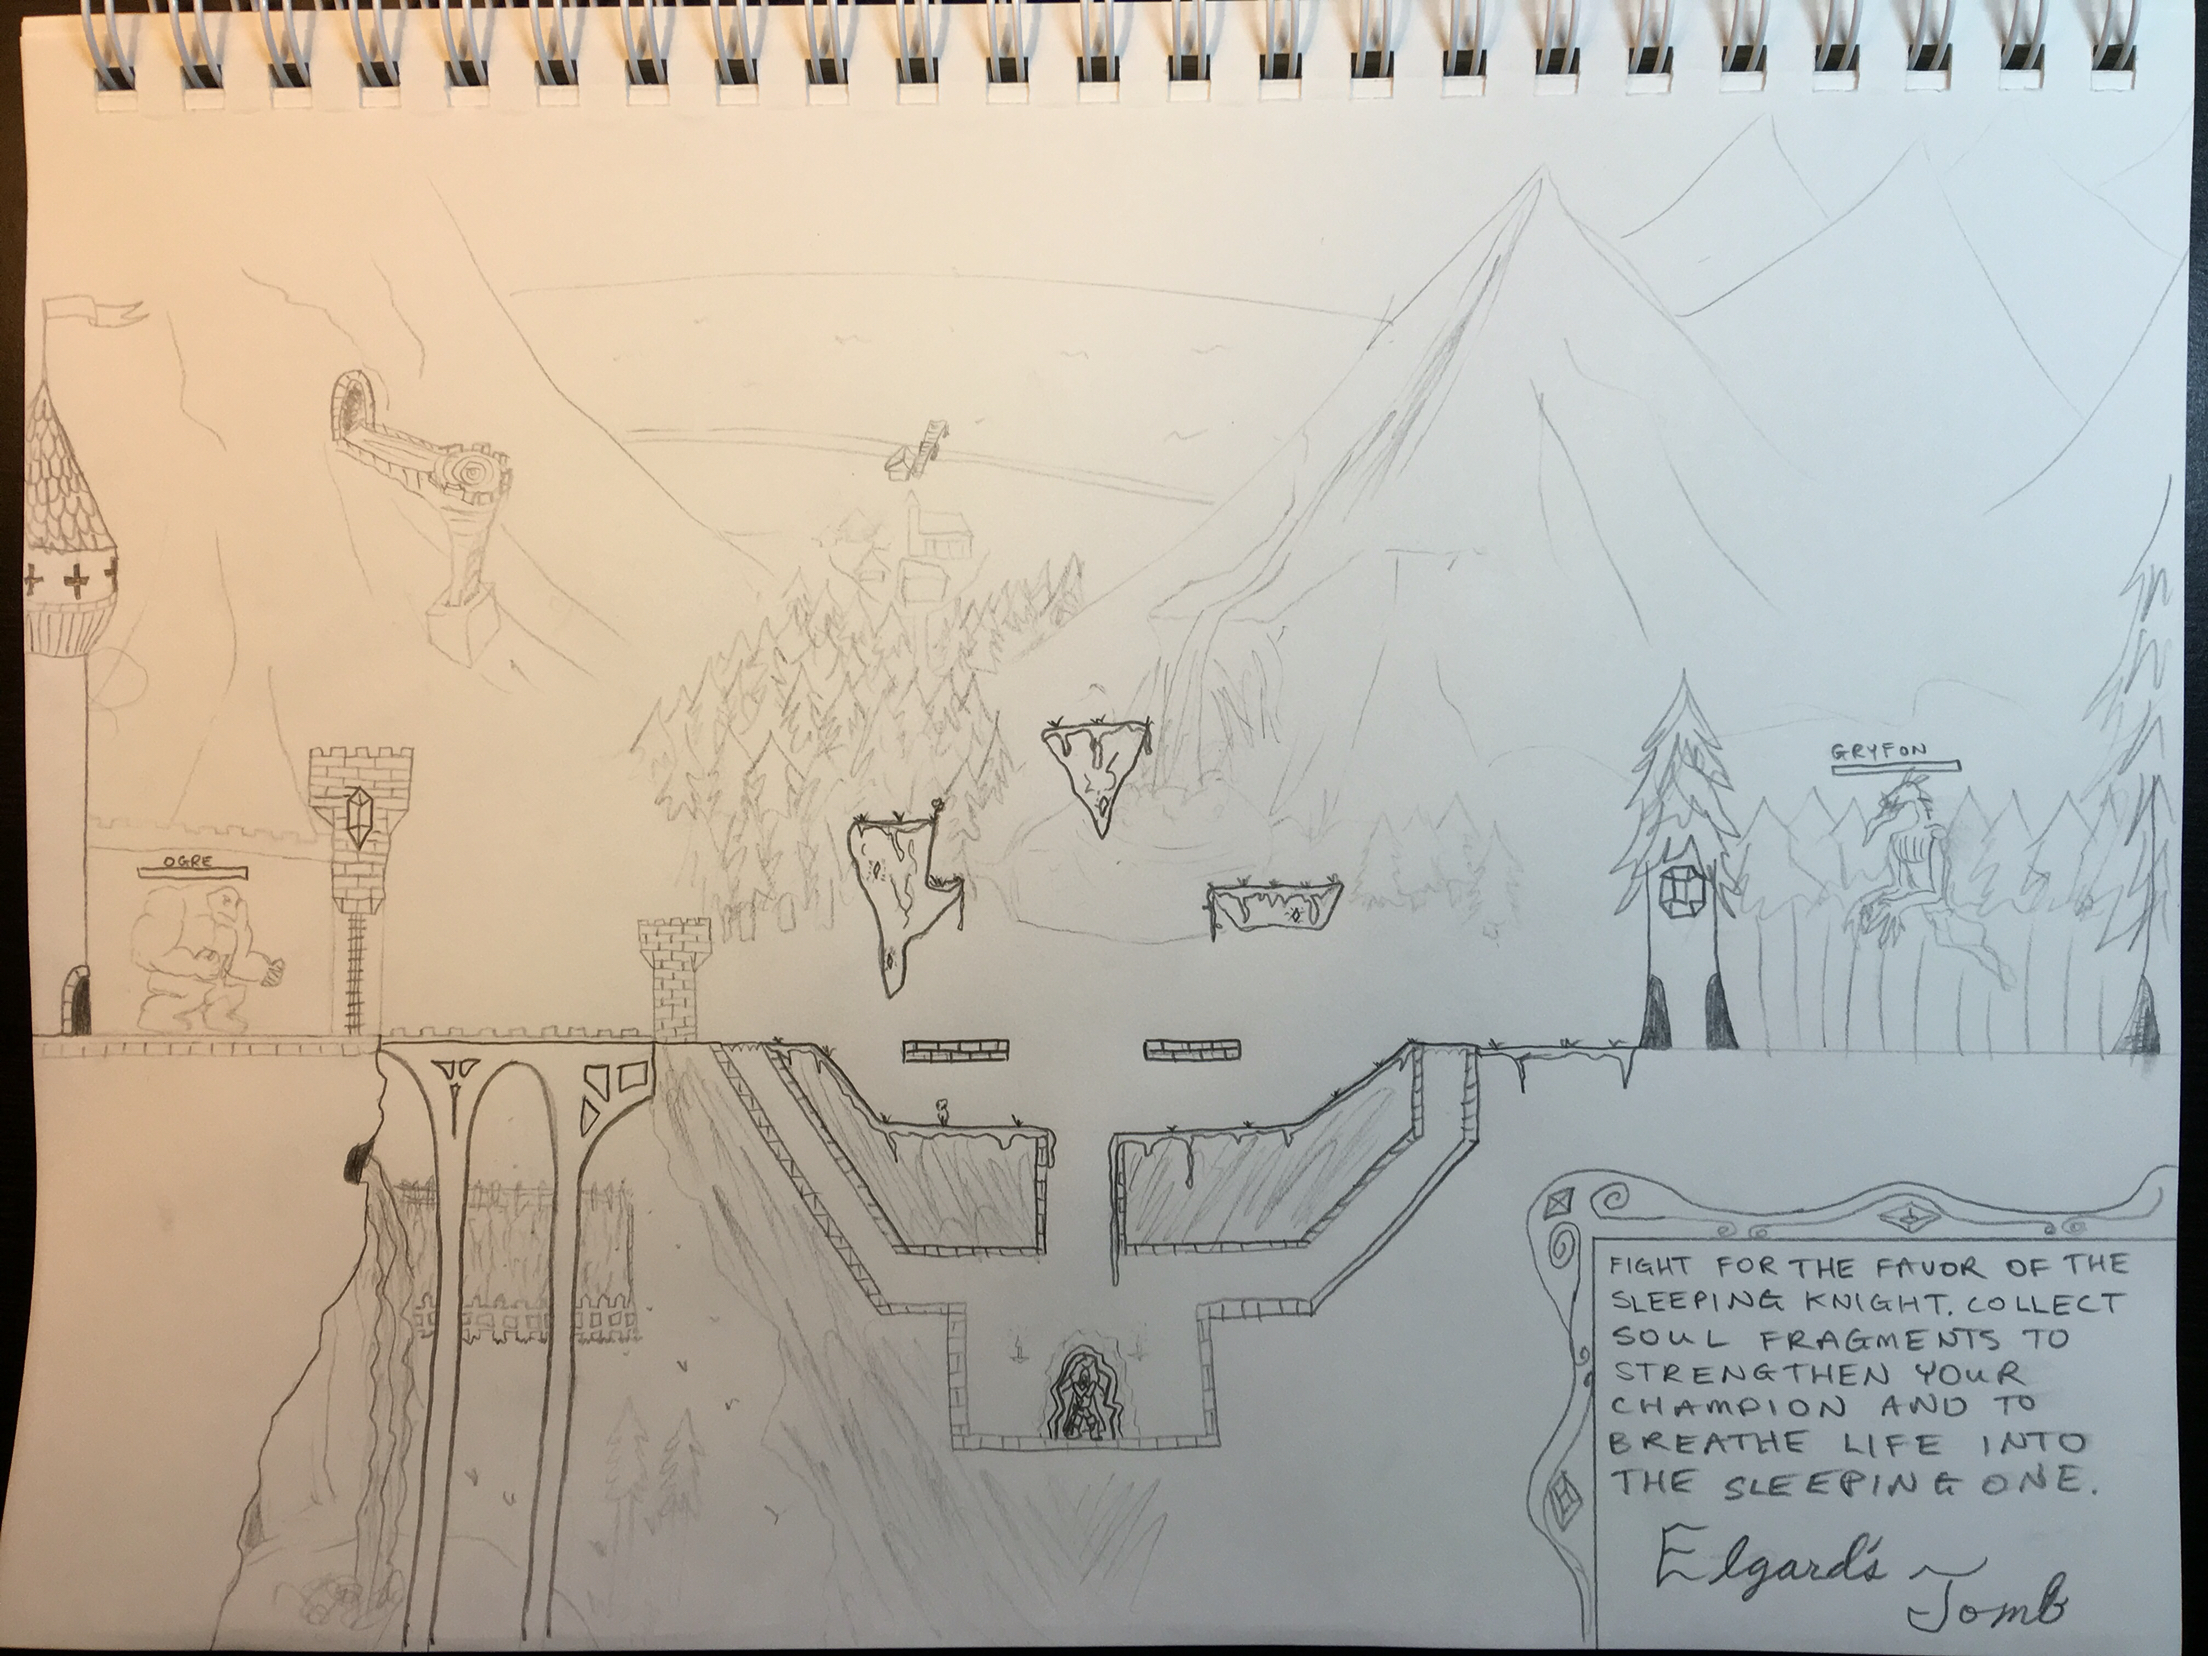 GRYFON
OGRE
FIGHT FOR THE FAVOR OF THE
SLEEPING KNIGHT. COLLECT
SOUL FRAGMENTS TO
STRENGTHEN YOUR
CHAMPION AND TO
BREATHE LIFE INTO
THE SLEEPING ONE.
Elgard's
Tomb